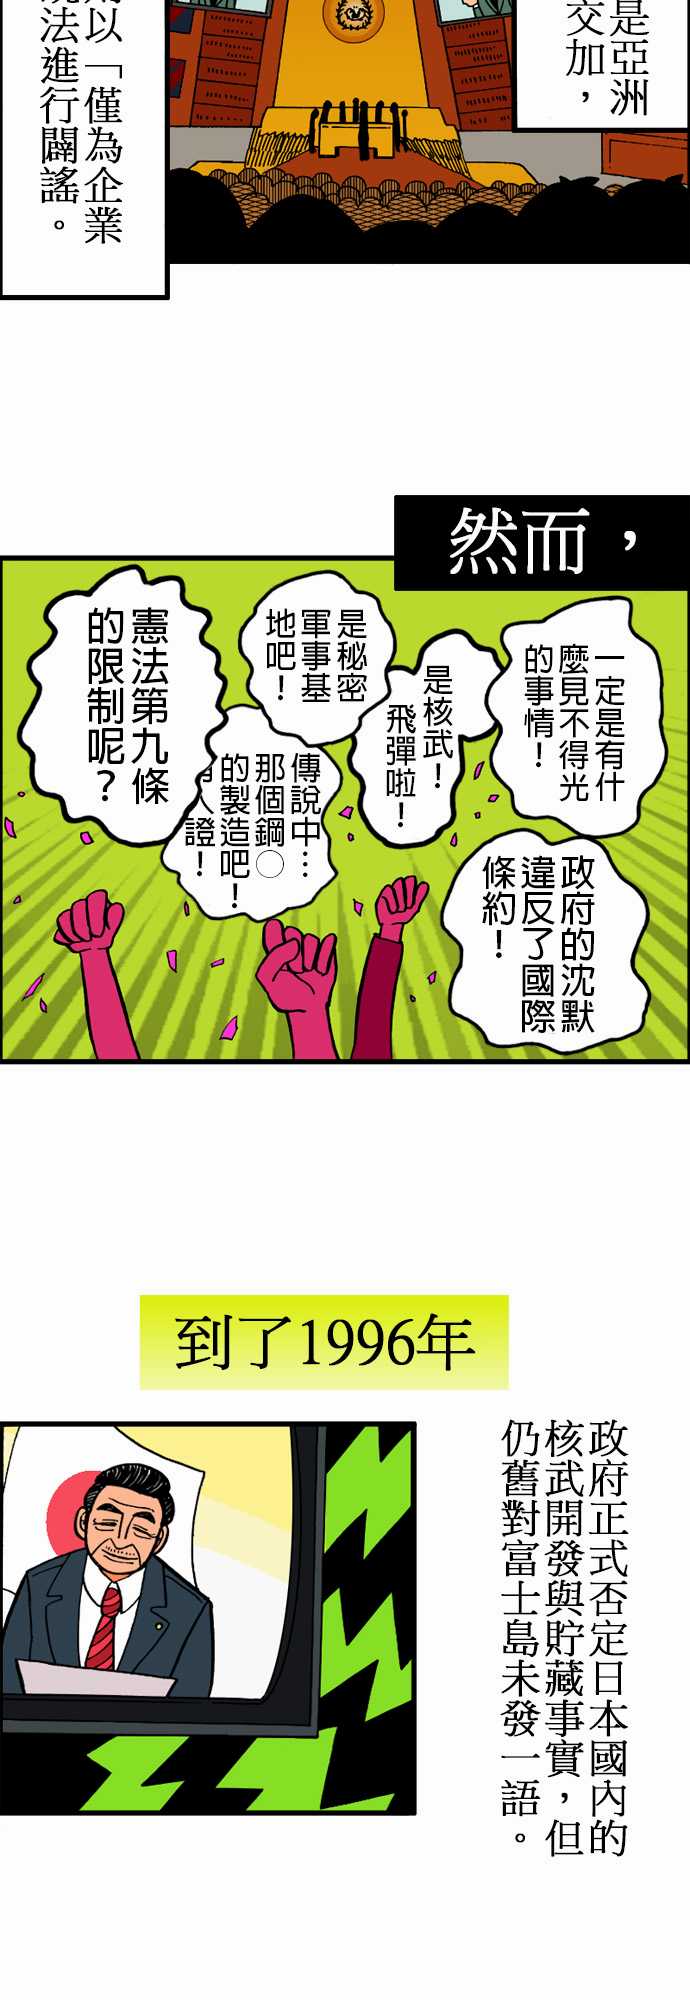 是亞洲
交加，
以「僅為企業
法進行闢謠。
然而，
一定是有什
麼見不得光
的事情！
是核武！
飛彈啦！
是秘密
軍事基
地吧！
憲法第九條
的限制呢？
傳說中…
那個鋼○
的製造吧！
人證！
政府的沈默
違反了國際
條約！
到了1996年
政府正式否定日本國內的
核武開發與貯藏事實，但
仍舊對富士島未發一語。